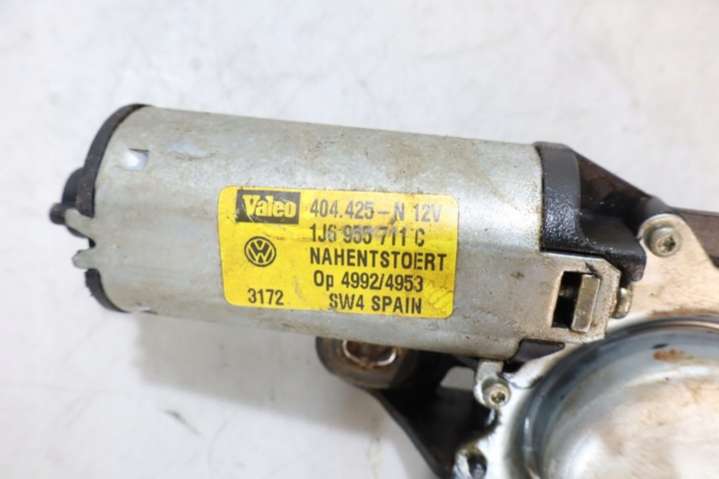 Valeo 404.425-N 12V
1J6 955 711 C
NAHENTSTOERT
Op 4992/4953
3172 SW4 SPAIN